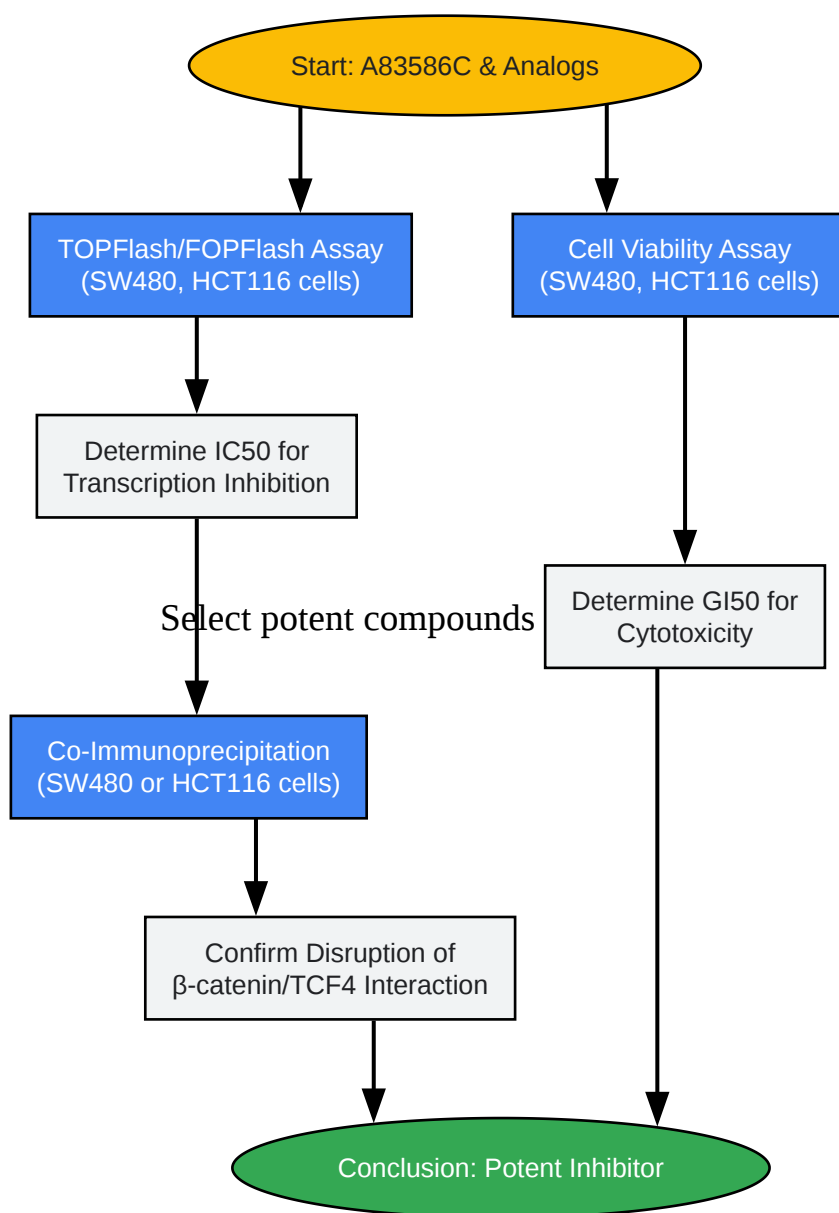 Start: A83586C & Analogs
TOPFlash/FOPFlash Assay
(SW480, HCT116 cells)
Cell Viability Assay
(SW480, HCT116 cells)
Determine IC50 for
Transcription Inhibition
Select potent compounds
Determine GI50 for
Cytotoxicity
Co-Immunoprecipitation
(SW480 or HCT116 cells)
Confirm Disruption of
β-catenin/TCF4 Interaction
Conclusion: Potent Inhibitor